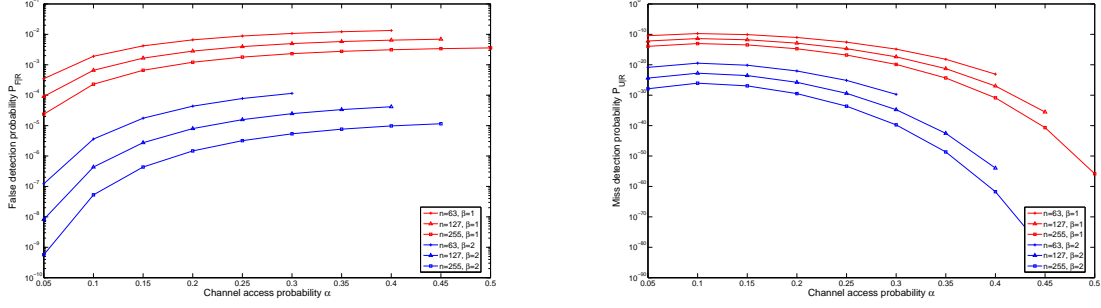 10⁻¹
10⁻²
10⁻³
10⁻⁴
10⁻⁵
10⁻⁶
10⁻⁷
10⁻⁸
10⁻⁹
10⁻¹⁰
False detection probability P_F|R
0.05 0.1 0.15 0.2 0.25 0.3 0.35 0.4 0.45 0.5
Channel access probability α
n=63, β=1
n=127, β=1
n=255, β=1
n=63, β=2
n=127, β=2
n=255, β=2
10⁰
10⁻¹⁰
10⁻²⁰
10⁻³⁰
10⁻⁴⁰
10⁻⁵⁰
10⁻⁶⁰
10⁻⁷⁰
10⁻⁸⁰
10⁻⁹⁰
Miss detection probability P_U|R
0.05 0.1 0.15 0.2 0.25 0.3 0.35 0.4 0.45 0.5
Channel access probability α
n=63, β=1
n=127, β=1
n=255, β=1
n=63, β=2
n=127, β=2
n=255, β=2